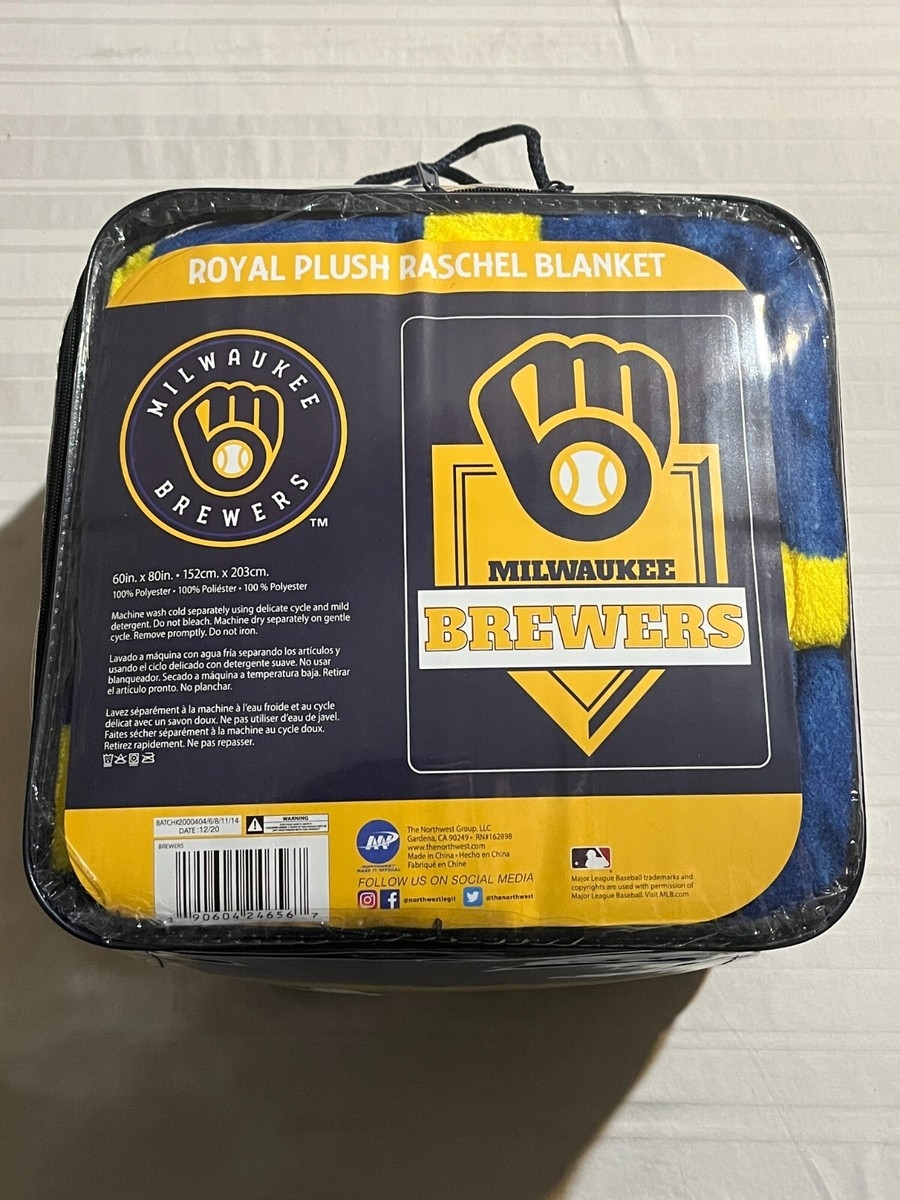 ROYAL PLUSH RASCHEL BLANKET
MILWAUKEE
BREWERS
TM
MILWAUKEE
BREWERS
60in. x 80in. • 152cm. x 203cm.
100% Polyester • 100% Poliéster • 100 % Polyester
Machine wash cold separately using delicate cycle and mild
detergent. Do not bleach. Machine dry separately on gentle
cycle. Remove promptly. Do not iron.
Lavado a máquina con agua fría separando los artículos y
usando el ciclo delicado con detergente suave. No usar
blanqueador. Secado a máquina a temperatura baja. Retirar
el artículo pronto. No planchar.
Lavez séparément à la machine à l'eau froide et au cycle
délicat avec un savon doux. Ne pas utiliser d'eau de javel.
Faites sécher séparément à la machine au cycle doux.
Retirez rapidement. Ne pas repasser.
BATCH#2000404/6/8/11/14
DATE: 12/20
WARNING
BREWERS
90604 24656 7
NORTHWEST
The Northwest Group, LLC
Gardena, CA 90249 • RN#162898
www.thenorthwest.com
Made in China • Hecho en China
Fabriqué en Chine
FOLLOW US ON SOCIAL MEDIA
@northwestlegit
@thenorthwest
Major League Baseball trademarks and
copyrights are used with permission of
Major League Baseball. Visit MLB.com